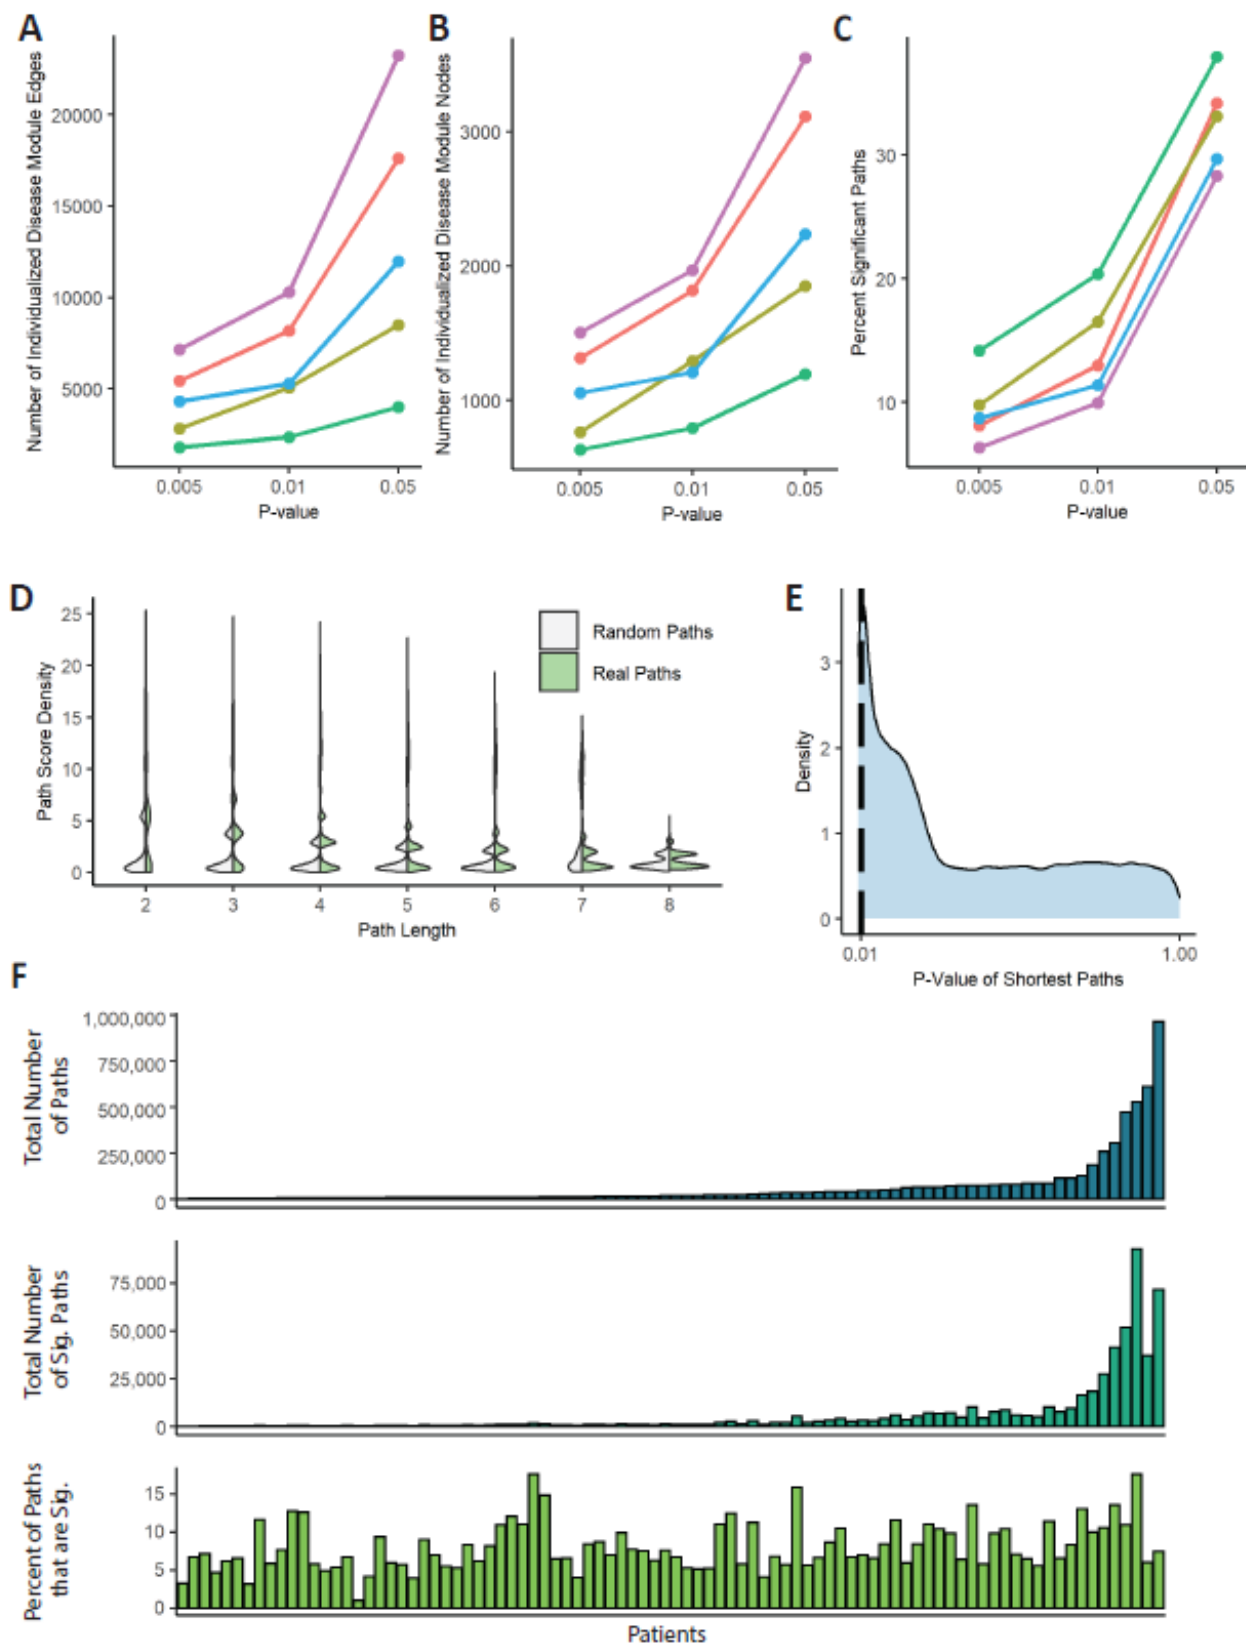 A
B
C
Number of Individualized Disease Module Edges
20000
15000
10000
5000
0.005 0.01 0.05
P-value
Number of Individualized Disease Module Nodes
3000
2000
1000
0.005 0.01 0.05
P-value
Percent Significant Paths
30
20
10
0.005 0.01 0.05
P-value
D
Path Score Density
25
20
15
10
5
0
Random Paths
Real Paths
2 3 4 5 6 7 8
Path Length
E
Density
3
2
1
0
0.01 1.00
P-Value of Shortest Paths
F
Total Number
of Paths
1,000,000
750,000
500,000
250,000
0
Total Number
of Sig. Paths
75,000
50,000
25,000
0
Percent of Paths
that are Sig.
15
10
5
0
Patients